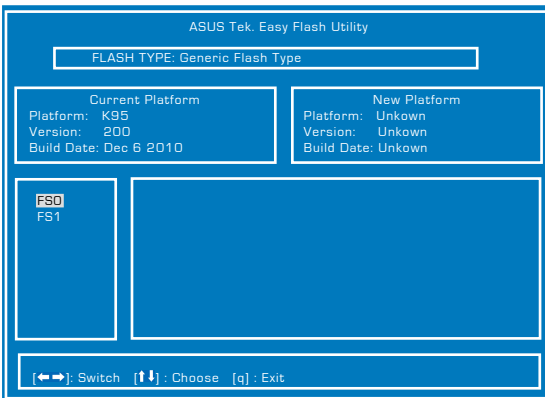 ASUS Tek. Easy Flash Utility
FLASH TYPE: Generic Flash Type
Current Platform
Platform: K95
Version: 200
Build Date: Dec 6 2010
New Platform
Platform: Unkown
Version: Unkown
Build Date: Unkown
FS0
FS1
[←→]: Switch [↑↓] : Choose [q] : Exit